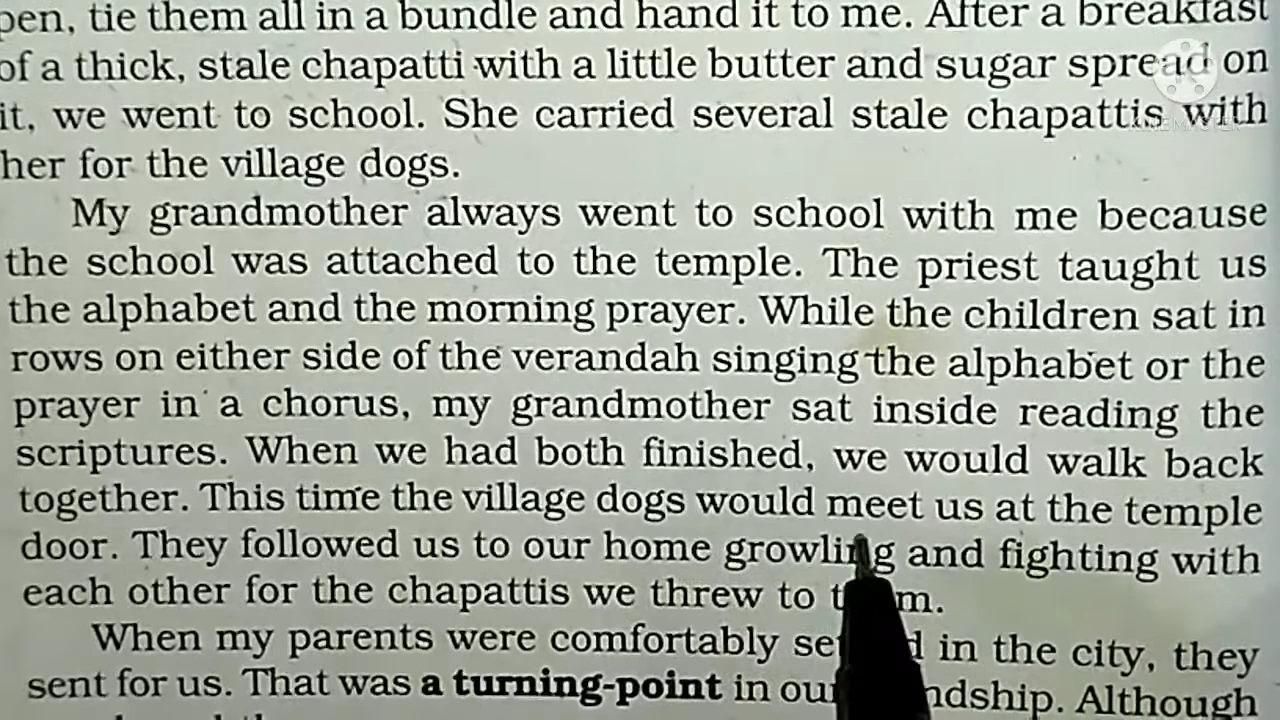 pen, tie them all in a bundle and hand it to me. After a breakfast
of a thick, stale chapatti with a little butter and sugar spread on
it, we went to school. She carried several stale chapattis with
her for the village dogs.
My grandmother always went to school with me because
the school was attached to the temple. The priest taught us
the alphabet and the morning prayer. While the children sat in
rows on either side of the verandah singing the alphabet or the
prayer in a chorus, my grandmother sat inside reading the
scriptures. When we had both finished, we would walk back
together. This time the village dogs would meet us at the temple
door. They followed us to our home growling and fighting with
each other for the chapattis we threw to them.
When my parents were comfortably in the city, they
sent for us. That was a turning-point in our Although